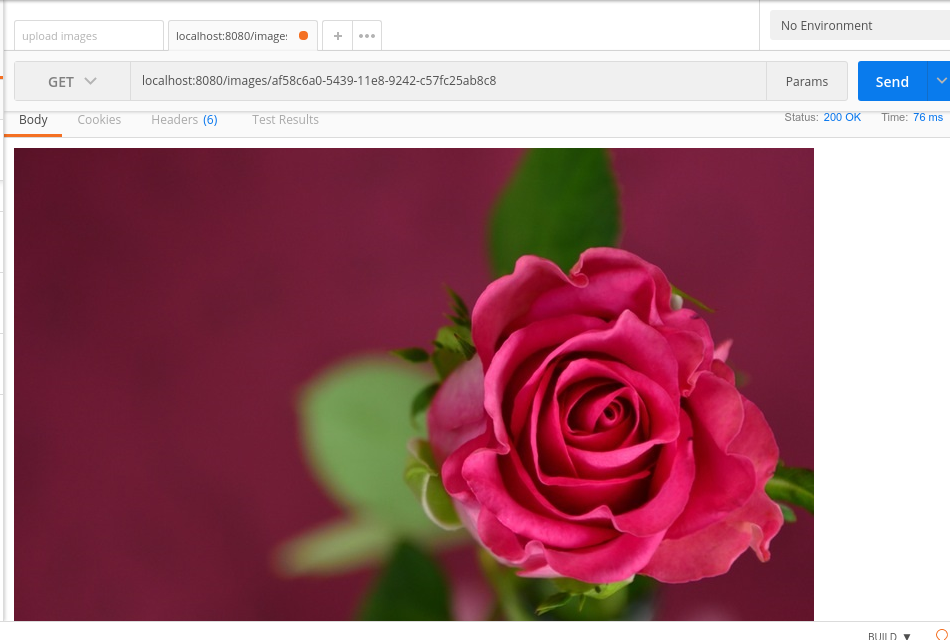 No Environment
upload images
localhost:8080/image:
+
•••
GET
localhost:8080/images/af58c6a0-5439-11e8-9242-c57fc25ab8c8
Params
Send
Body
Cookies
Headers (6)
Test Results
Status: 200 OK
Time: 76 ms
BUILD ▼